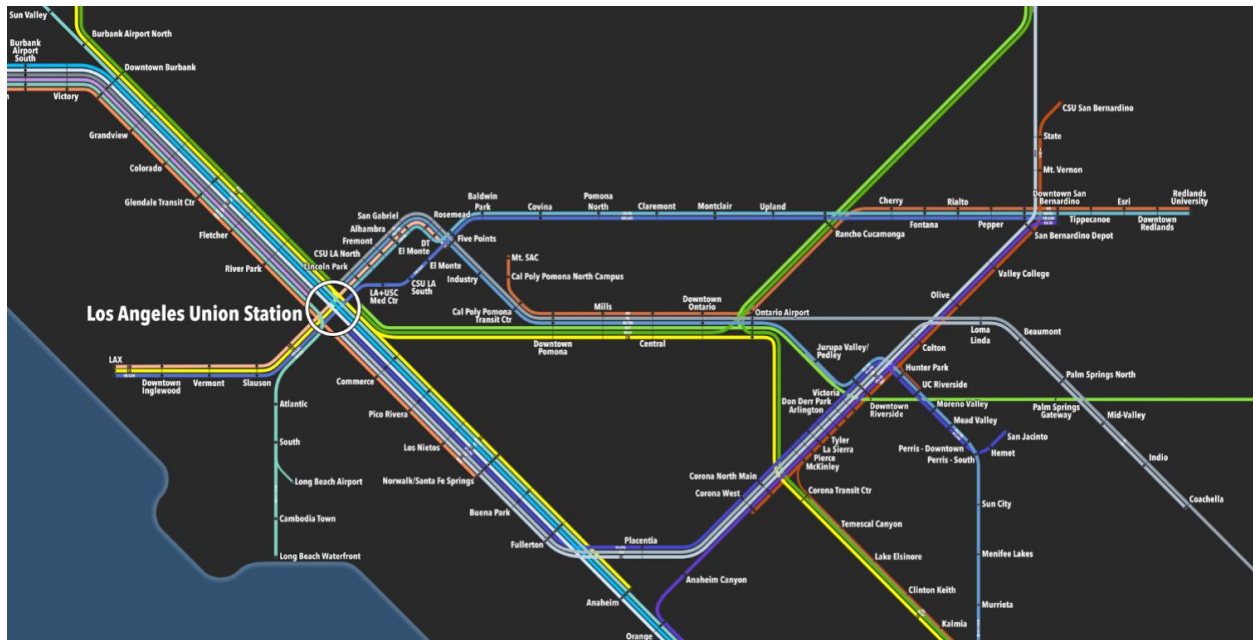 Sun Valley
Burbank Airport North
Burbank
Airport
South
Downtown Burbank
Victory
Grandview
Colorado
Glendale Transit Ctr
Fletcher
River Park
Los Angeles Union Station
San Gabriel
Alhambra
Fremont
CSU LA North
Lincoln Park
DT
El Monte
Rosemead
Baldwin
Park
Five Points
El Monte
CSU LA
South
LA+USC
Med Ctr
Industry
Covina
Pomona
North
Claremont
Montclair
Upland
Rancho Cucamonga
Cherry
Rialto
Fontana
Pepper
Downtown San
Bernardino
Esri
Redlands
University
Tippecanoe
Downtown
Redlands
San Bernardino Depot
CSU San Bernardino
State
Mt. Vernon
Valley College
Olive
Mt. SAC
Cal Poly Pomona North Campus
Cal Poly Pomona
Transit Ctr
Mills
Downtown
Ontario
Ontario Airport
Downtown
Pomona
Central
LAX
Downtown
Inglewood
Vermont
Slauson
Commerce
Pico Rivera
Los Nietos
Norwalk/Santa Fe Springs
Buena Park
Fullerton
Placentia
Anaheim
Orange
Anaheim Canyon
Atlantic
South
Long Beach Airport
Cambodia Town
Long Beach Waterfront
Jurupa Valley/
Pedley
Victoria
Don Derr Park
Arlington
Downtown
Riverside
Colton
Hunter Park
UC Riverside
Moreno Valley
Mead Valley
Perris - Downtown
Perris - South
San Jacinto
Hemet
Sun City
Menifee Lakes
Murrieta
Loma
Linda
Beaumont
Palm Springs North
Palm Springs
Gateway
Mid-Valley
Indio
Coachella
Tyler
La Sierra
Pierce
McKinley
Corona North Main
Corona West
Corona Transit Ctr
Temescal Canyon
Lake Elsinore
Clinton Keith
Kalmia